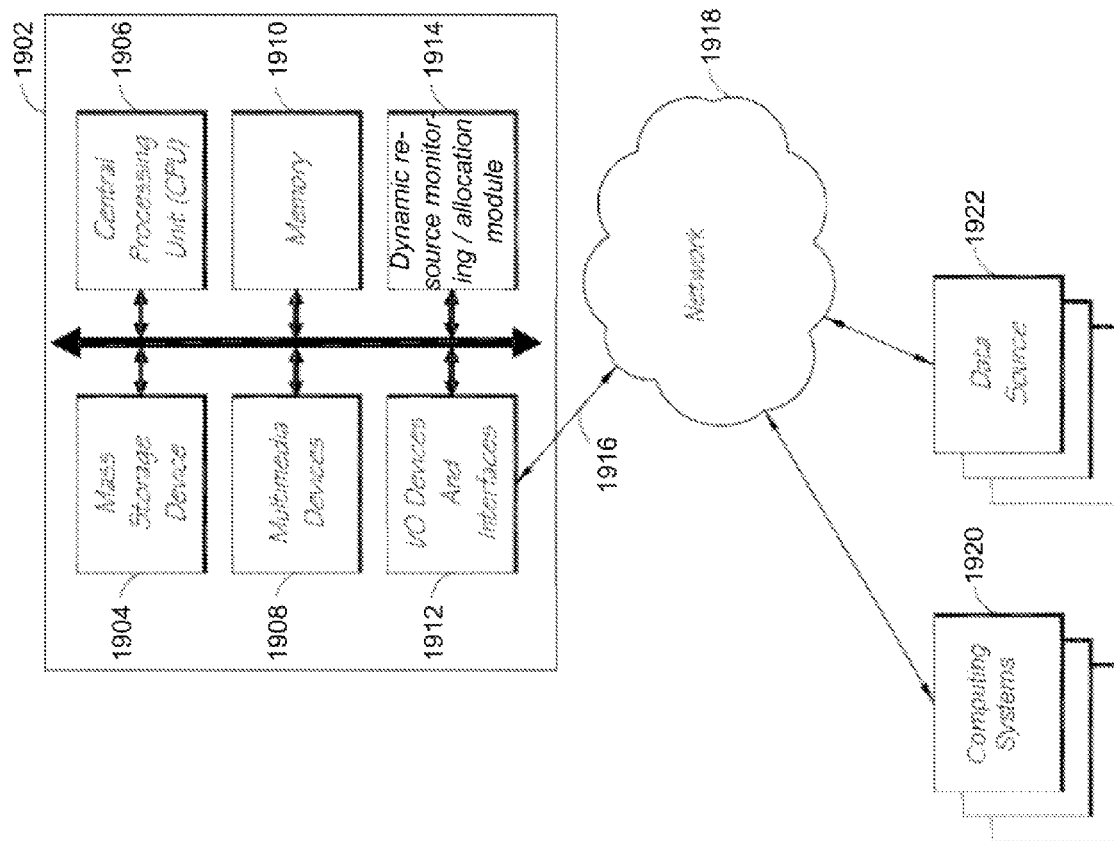 1902
1904
Mass
Storage
Device
1906
Central
Processing
Unit (CPU)
1908
Multimedia
Devices
1910
Memory
1912
I/O Devices
And
Interfaces
1914
Dynamic re-
source monitor-
ing / allocation
module
1916
1918
Network
1920
Computing
Systems
1922
Data
Source